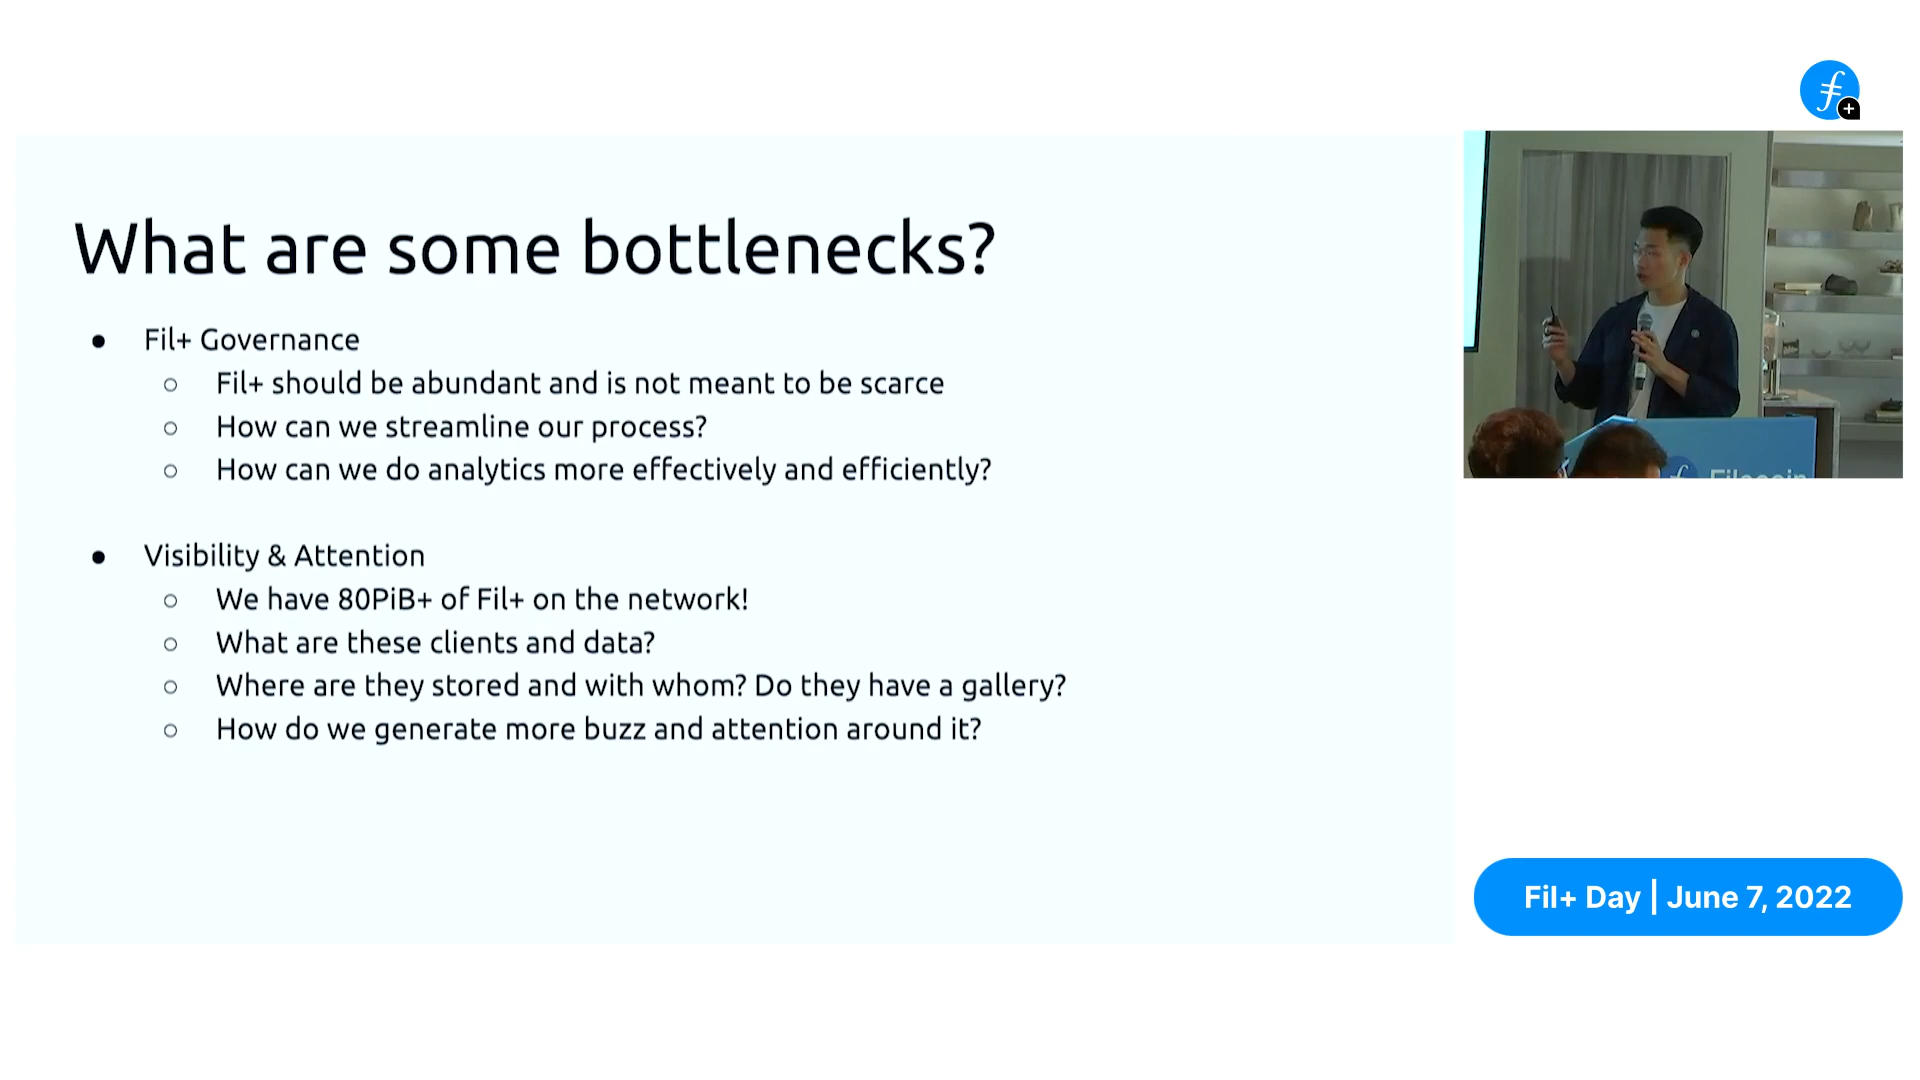 What are some bottlenecks?
Fil+ Governance
Fil+ should be abundant and is not meant to be scarce
How can we streamline our process?
How can we do analytics more effectively and efficiently?
Visibility & Attention
We have 80PiB+ of Fil+ on the network!
What are these clients and data?
Where are they stored and with whom? Do they have a gallery?
How do we generate more buzz and attention around it?
Filecoin
Fil+ Day | June 7, 2022